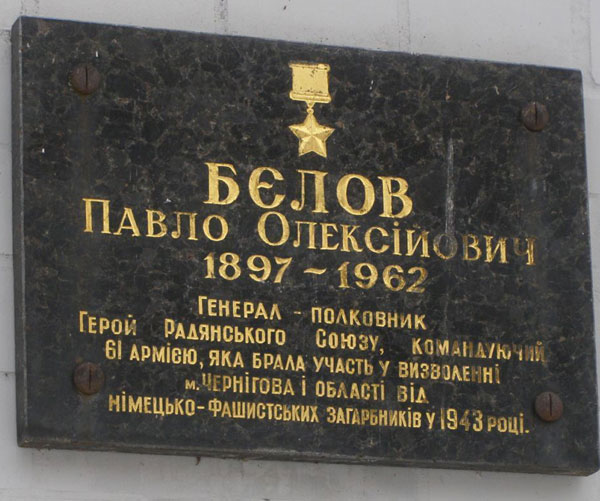 БЄЛОВ
ПАВЛО ОЛЕКСІЙОВИЧ
1897 – 1962
ГЕНЕРАЛ - ПОЛКОВНИК
ГЕРОЙ РАДЯНСЬКОГО СОЮЗУ, КОМАНДУЮЧИЙ
61 АРМІЄЮ, ЯКА БРАЛА УЧАСТЬ У ВИЗВОЛЕННІ
м. ЧЕРНІГОВА І ОБЛАСТІ ВІД
НІМЕЦЬКО-ФАШИСТСЬКИХ ЗАГАРБНИКІВ У 1943 РОЦІ.